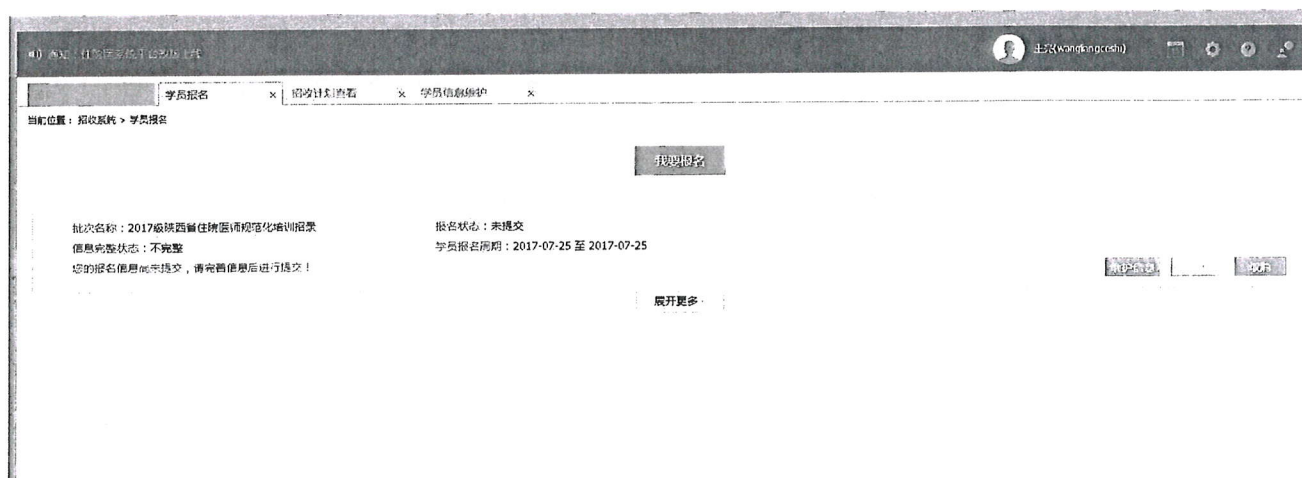 学员报名 × 招收计划查看 × 学员信息维护 ×
当前位置：招收系统 > 学员报名
我要报名
批次名称：2017级陕西省住院医师规范化培训招录
报名状态：未提交
信息完整状态：不完整
学员报名周期：2017-07-25 至 2017-07-25
您的报名信息尚未提交，请完善信息后进行提交！
展开更多